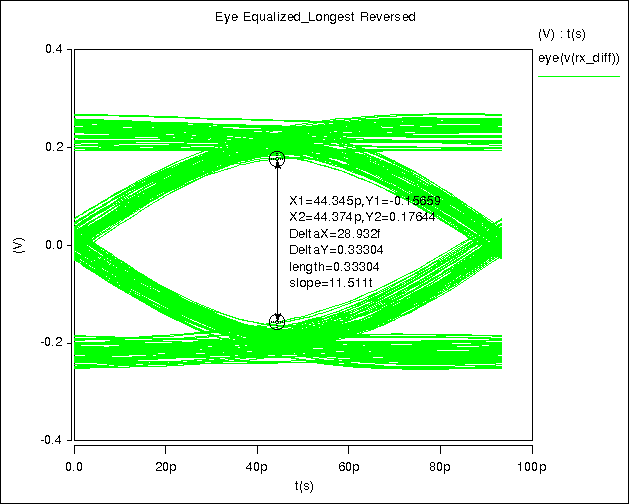 Eye Equalized_Longest Reversed
(V) : t(s)
eye(v(rx_diff))
0.4
0.2
0.0
-0.2
-0.4
(V)
X1=44.345p,Y1=-0.15659
X2=44.374p,Y2=0.17644
DeltaX=28.932f
DeltaY=0.33304
length=0.33304
slope=11.511t
0.0 20p 40p 60p 80p 100p
t(s)